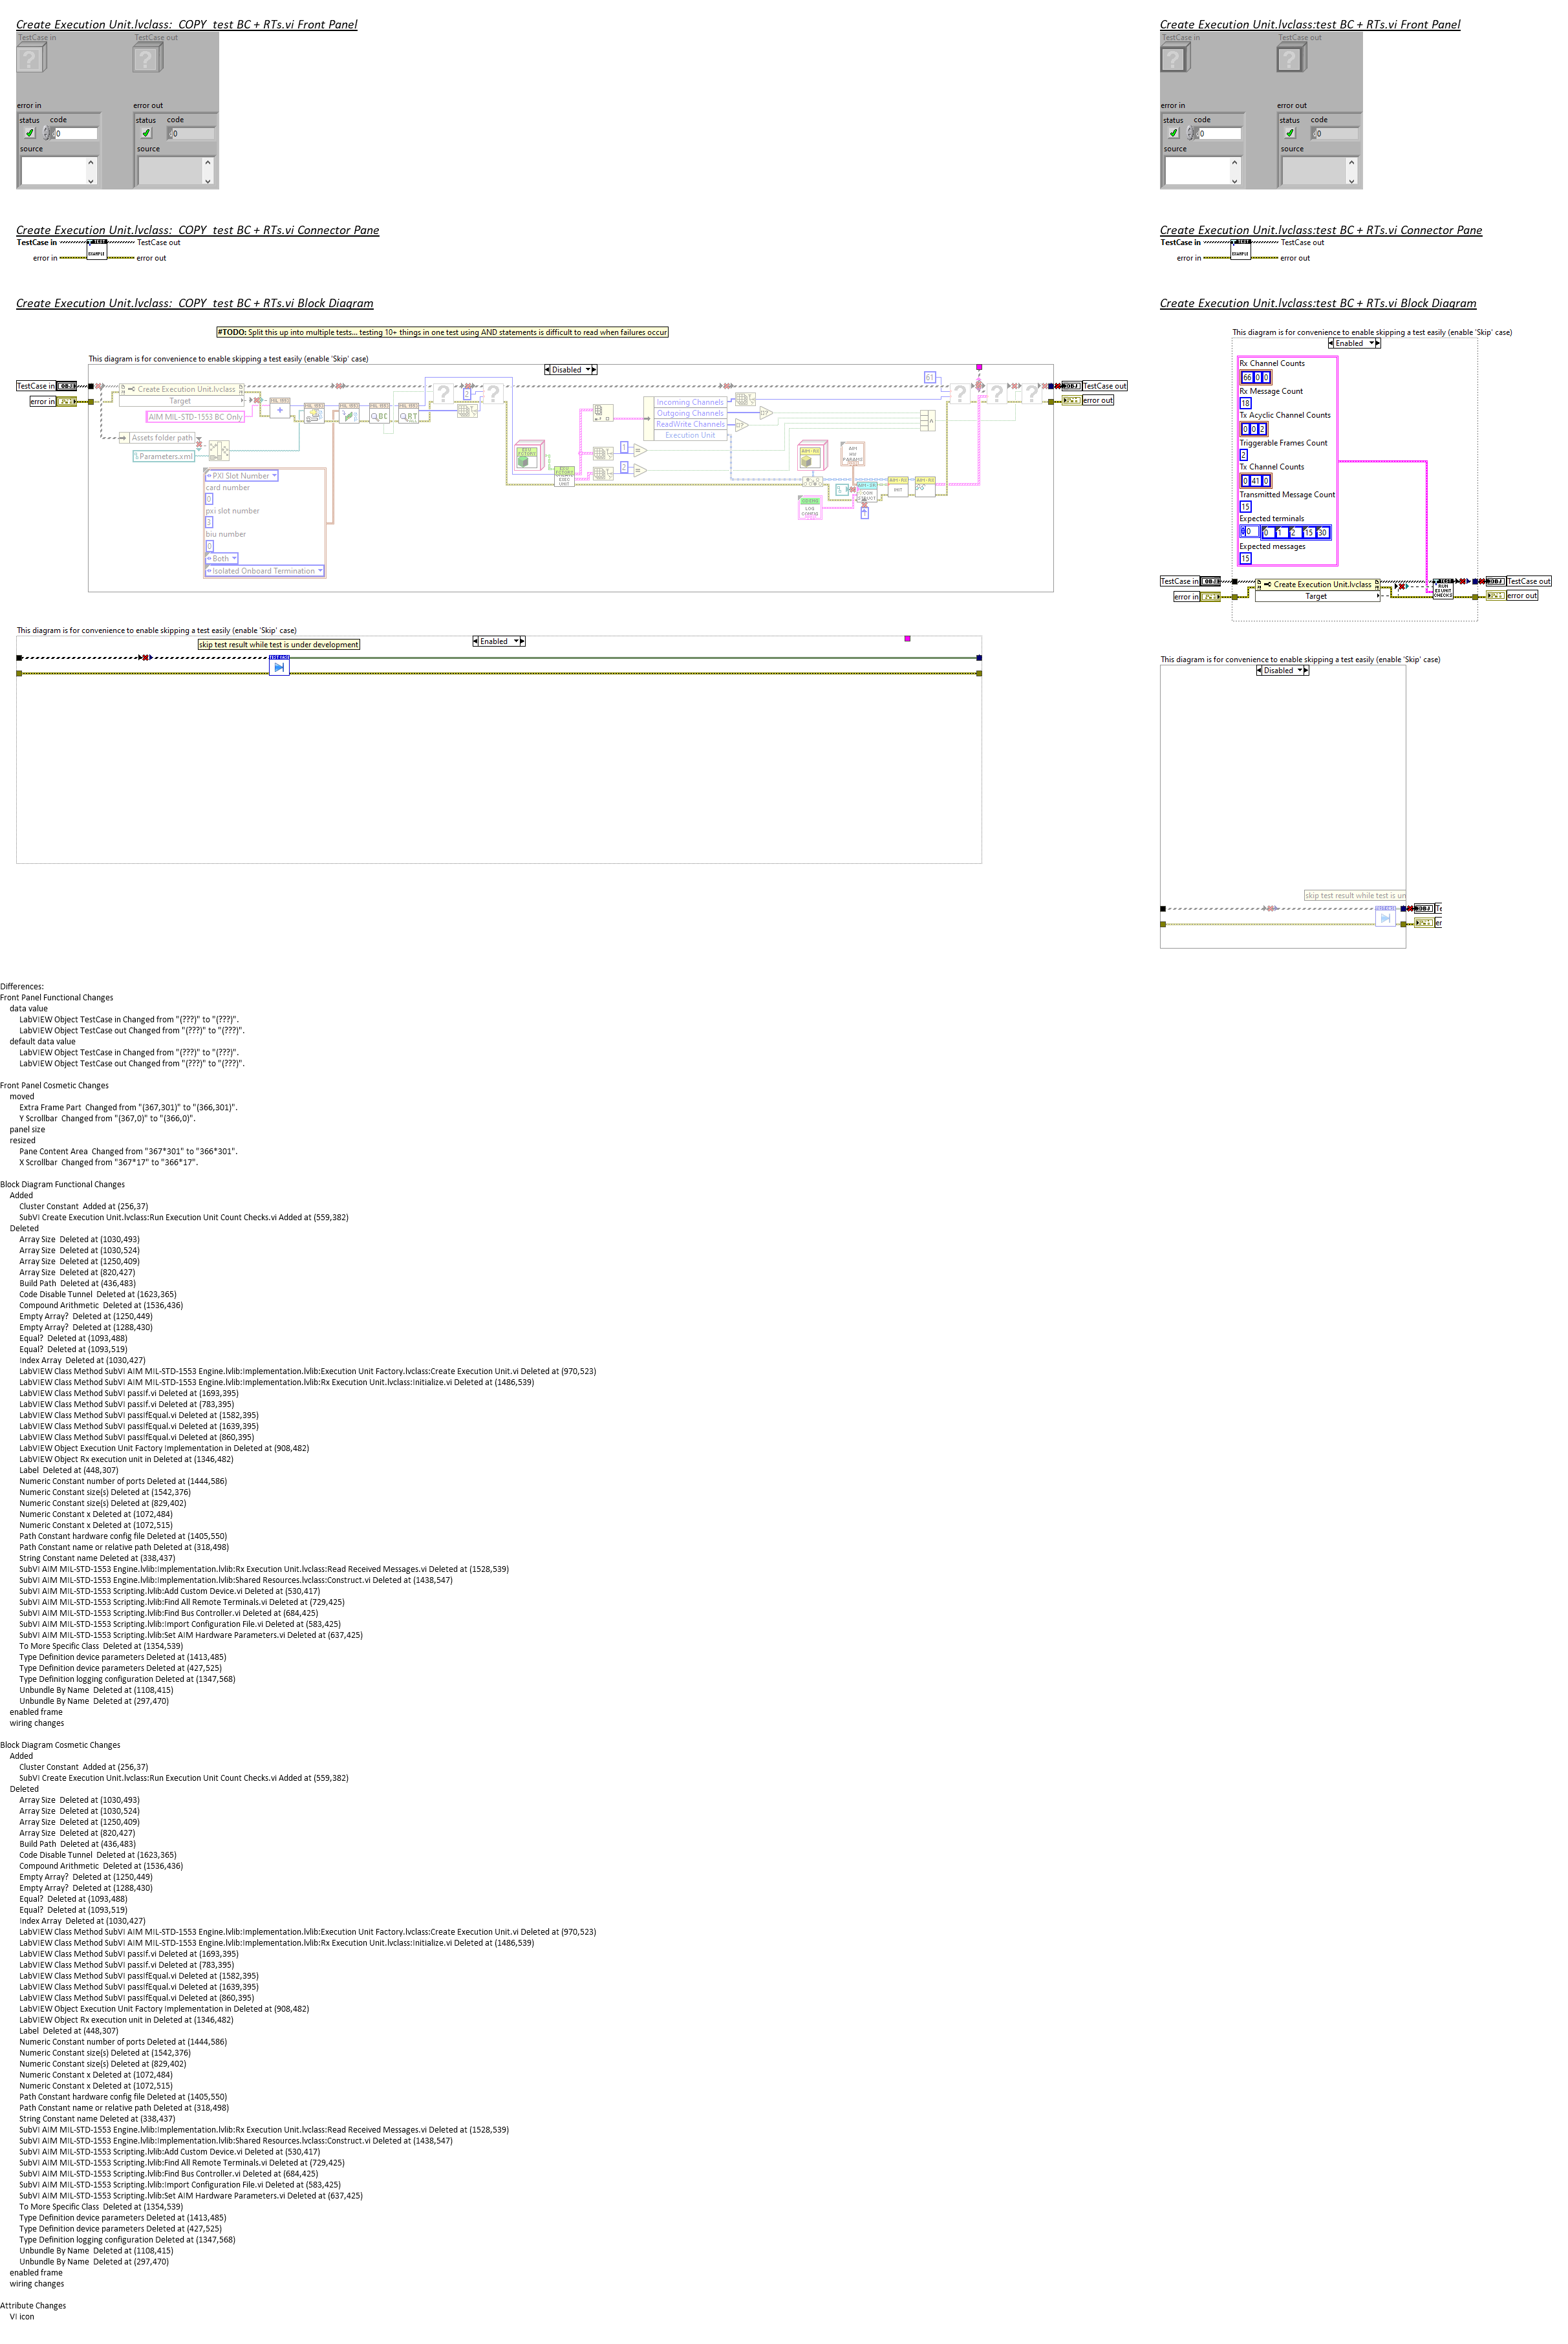 Create Execution Unit.lvclass:  COPY  test BC + RTs.vi Front Panel
TestCase in
TestCase out
error in
error out
status
code
status
code
0
0
source
source
Create Execution Unit.lvclass:  COPY  test BC + RTs.vi Connector Pane
TestCase in
TestCase out
TEST
EXAMPLE
error in
error out
Create Execution Unit.lvclass:  COPY  test BC + RTs.vi Block Diagram
#TODO: Split this up into multiple tests... testing 10+ things in one test using AND statements is difficult to read when failures occur
This diagram is for convenience to enable skipping a test easily (enable 'Skip' case)
Disabled
TestCase in
error in
Create Execution Unit.lvclass
Target
AIM MIL-STD-1553 BC Only
Assets folder path
Parameters.xml
PXI Slot Number
card number
0
pxi slot number
3
biu number
0
Both
Isolated Onboard Termination
2
1
2
Incoming Channels
Outgoing Channels
ReadWrite Channels
Execution Unit
61
TestCase out
error out
This diagram is for convenience to enable skipping a test easily (enable 'Skip' case)
Enabled
skip test result while test is under development
Create Execution Unit.lvclass:test BC + RTs.vi Front Panel
TestCase in
TestCase out
error in
error out
status
code
status
code
0
0
source
source
Create Execution Unit.lvclass:test BC + RTs.vi Connector Pane
TestCase in
TestCase out
TEST
EXAMPLE
error in
error out
Create Execution Unit.lvclass:test BC + RTs.vi Block Diagram
This diagram is for convenience to enable skipping a test easily (enable 'Skip' case)
Enabled
Rx Channel Counts
66 0 0
Rx Message Count
18
Tx Acyclic Channel Counts
0 0 2
Triggerable Frames Count
2
Tx Channel Counts
0 41 0
Transmitted Message Count
15
Expected terminals
0 0 1 2 15 30
Expected messages
15
TestCase in
error in
Create Execution Unit.lvclass
Target
TestCase out
error out
This diagram is for convenience to enable skipping a test easily (enable 'Skip' case)
Disabled
skip test result while test is un
Differences:
Front Panel Functional Changes
data value
LabVIEW Object TestCase in Changed from "(???)" to "(???)".
LabVIEW Object TestCase out Changed from "(???)" to "(???)".
default data value
LabVIEW Object TestCase in Changed from "(???)" to "(???)".
LabVIEW Object TestCase out Changed from "(???)" to "(???)".
Front Panel Cosmetic Changes
moved
Extra Frame Part  Changed from "(367,301)" to "(366,301)".
Y Scrollbar  Changed from "(367,0)" to "(366,0)".
panel size
resized
Pane Content Area  Changed from "367*301" to "366*301".
X Scrollbar  Changed from "367*17" to "366*17".
Block Diagram Functional Changes
Added
Cluster Constant  Added at (256,37)
SubVI Create Execution Unit.lvclass:Run Execution Unit Count Checks.vi Added at (559,382)
Deleted
Array Size  Deleted at (1030,493)
Array Size  Deleted at (1030,524)
Array Size  Deleted at (1250,409)
Array Size  Deleted at (820,427)
Build Path  Deleted at (436,483)
Code Disable Tunnel  Deleted at (1623,365)
Compound Arithmetic  Deleted at (1536,436)
Empty Array?  Deleted at (1250,449)
Empty Array?  Deleted at (1288,430)
Equal?  Deleted at (1093,488)
Equal?  Deleted at (1093,519)
Index Array  Deleted at (1030,427)
LabVIEW Class Method SubVI AIM MIL-STD-1553 Engine.lvlib:Implementation.lvlib:Execution Unit Factory.lvclass:Create Execution Unit.vi Deleted at (970,523)
LabVIEW Class Method SubVI AIM MIL-STD-1553 Engine.lvlib:Implementation.lvlib:Rx Execution Unit.lvclass:Initialize.vi Deleted at (1486,539)
LabVIEW Class Method SubVI passIf.vi Deleted at (1693,395)
LabVIEW Class Method SubVI passIf.vi Deleted at (783,395)
LabVIEW Class Method SubVI passIfEqual.vi Deleted at (1582,395)
LabVIEW Class Method SubVI passIfEqual.vi Deleted at (1639,395)
LabVIEW Class Method SubVI passIfEqual.vi Deleted at (860,395)
LabVIEW Object Execution Unit Factory Implementation in Deleted at (908,482)
LabVIEW Object Rx execution unit in Deleted at (1346,482)
Label  Deleted at (448,307)
Numeric Constant number of ports Deleted at (1444,586)
Numeric Constant size(s) Deleted at (1542,376)
Numeric Constant size(s) Deleted at (829,402)
Numeric Constant x Deleted at (1072,484)
Numeric Constant x Deleted at (1072,515)
Path Constant hardware config file Deleted at (1405,550)
Path Constant name or relative path Deleted at (318,498)
String Constant name Deleted at (338,437)
SubVI AIM MIL-STD-1553 Engine.lvlib:Implementation.lvlib:Rx Execution Unit.lvclass:Read Received Messages.vi Deleted at (1528,539)
SubVI AIM MIL-STD-1553 Engine.lvlib:Implementation.lvlib:Shared Resources.lvclass:Construct.vi Deleted at (1438,547)
SubVI AIM MIL-STD-1553 Scripting.lvlib:Add Custom Device.vi Deleted at (530,417)
SubVI AIM MIL-STD-1553 Scripting.lvlib:Find All Remote Terminals.vi Deleted at (729,425)
SubVI AIM MIL-STD-1553 Scripting.lvlib:Find Bus Controller.vi Deleted at (684,425)
SubVI AIM MIL-STD-1553 Scripting.lvlib:Import Configuration File.vi Deleted at (583,425)
SubVI AIM MIL-STD-1553 Scripting.lvlib:Set AIM Hardware Parameters.vi Deleted at (637,425)
To More Specific Class  Deleted at (1354,539)
Type Definition device parameters Deleted at (1413,485)
Type Definition device parameters Deleted at (427,525)
Type Definition logging configuration Deleted at (1347,568)
Unbundle By Name  Deleted at (1108,415)
Unbundle By Name  Deleted at (297,470)
enabled frame
wiring changes
Block Diagram Cosmetic Changes
Added
Cluster Constant  Added at (256,37)
SubVI Create Execution Unit.lvclass:Run Execution Unit Count Checks.vi Added at (559,382)
Deleted
Array Size  Deleted at (1030,493)
Array Size  Deleted at (1030,524)
Array Size  Deleted at (1250,409)
Array Size  Deleted at (820,427)
Build Path  Deleted at (436,483)
Code Disable Tunnel  Deleted at (1623,365)
Compound Arithmetic  Deleted at (1536,436)
Empty Array?  Deleted at (1250,449)
Empty Array?  Deleted at (1288,430)
Equal?  Deleted at (1093,488)
Equal?  Deleted at (1093,519)
Index Array  Deleted at (1030,427)
LabVIEW Class Method SubVI AIM MIL-STD-1553 Engine.lvlib:Implementation.lvlib:Execution Unit Factory.lvclass:Create Execution Unit.vi Deleted at (970,523)
LabVIEW Class Method SubVI AIM MIL-STD-1553 Engine.lvlib:Implementation.lvlib:Rx Execution Unit.lvclass:Initialize.vi Deleted at (1486,539)
LabVIEW Class Method SubVI passIf.vi Deleted at (1693,395)
LabVIEW Class Method SubVI passIf.vi Deleted at (783,395)
LabVIEW Class Method SubVI passIfEqual.vi Deleted at (1582,395)
LabVIEW Class Method SubVI passIfEqual.vi Deleted at (1639,395)
LabVIEW Class Method SubVI passIfEqual.vi Deleted at (860,395)
LabVIEW Object Execution Unit Factory Implementation in Deleted at (908,482)
LabVIEW Object Rx execution unit in Deleted at (1346,482)
Label  Deleted at (448,307)
Numeric Constant number of ports Deleted at (1444,586)
Numeric Constant size(s) Deleted at (1542,376)
Numeric Constant size(s) Deleted at (829,402)
Numeric Constant x Deleted at (1072,484)
Numeric Constant x Deleted at (1072,515)
Path Constant hardware config file Deleted at (1405,550)
Path Constant name or relative path Deleted at (318,498)
String Constant name Deleted at (338,437)
SubVI AIM MIL-STD-1553 Engine.lvlib:Implementation.lvlib:Rx Execution Unit.lvclass:Read Received Messages.vi Deleted at (1528,539)
SubVI AIM MIL-STD-1553 Engine.lvlib:Implementation.lvlib:Shared Resources.lvclass:Construct.vi Deleted at (1438,547)
SubVI AIM MIL-STD-1553 Scripting.lvlib:Add Custom Device.vi Deleted at (530,417)
SubVI AIM MIL-STD-1553 Scripting.lvlib:Find All Remote Terminals.vi Deleted at (729,425)
SubVI AIM MIL-STD-1553 Scripting.lvlib:Find Bus Controller.vi Deleted at (684,425)
SubVI AIM MIL-STD-1553 Scripting.lvlib:Import Configuration File.vi Deleted at (583,425)
SubVI AIM MIL-STD-1553 Scripting.lvlib:Set AIM Hardware Parameters.vi Deleted at (637,425)
To More Specific Class  Deleted at (1354,539)
Type Definition device parameters Deleted at (1413,485)
Type Definition device parameters Deleted at (427,525)
Type Definition logging configuration Deleted at (1347,568)
Unbundle By Name  Deleted at (1108,415)
Unbundle By Name  Deleted at (297,470)
enabled frame
wiring changes
Attribute Changes
VI icon